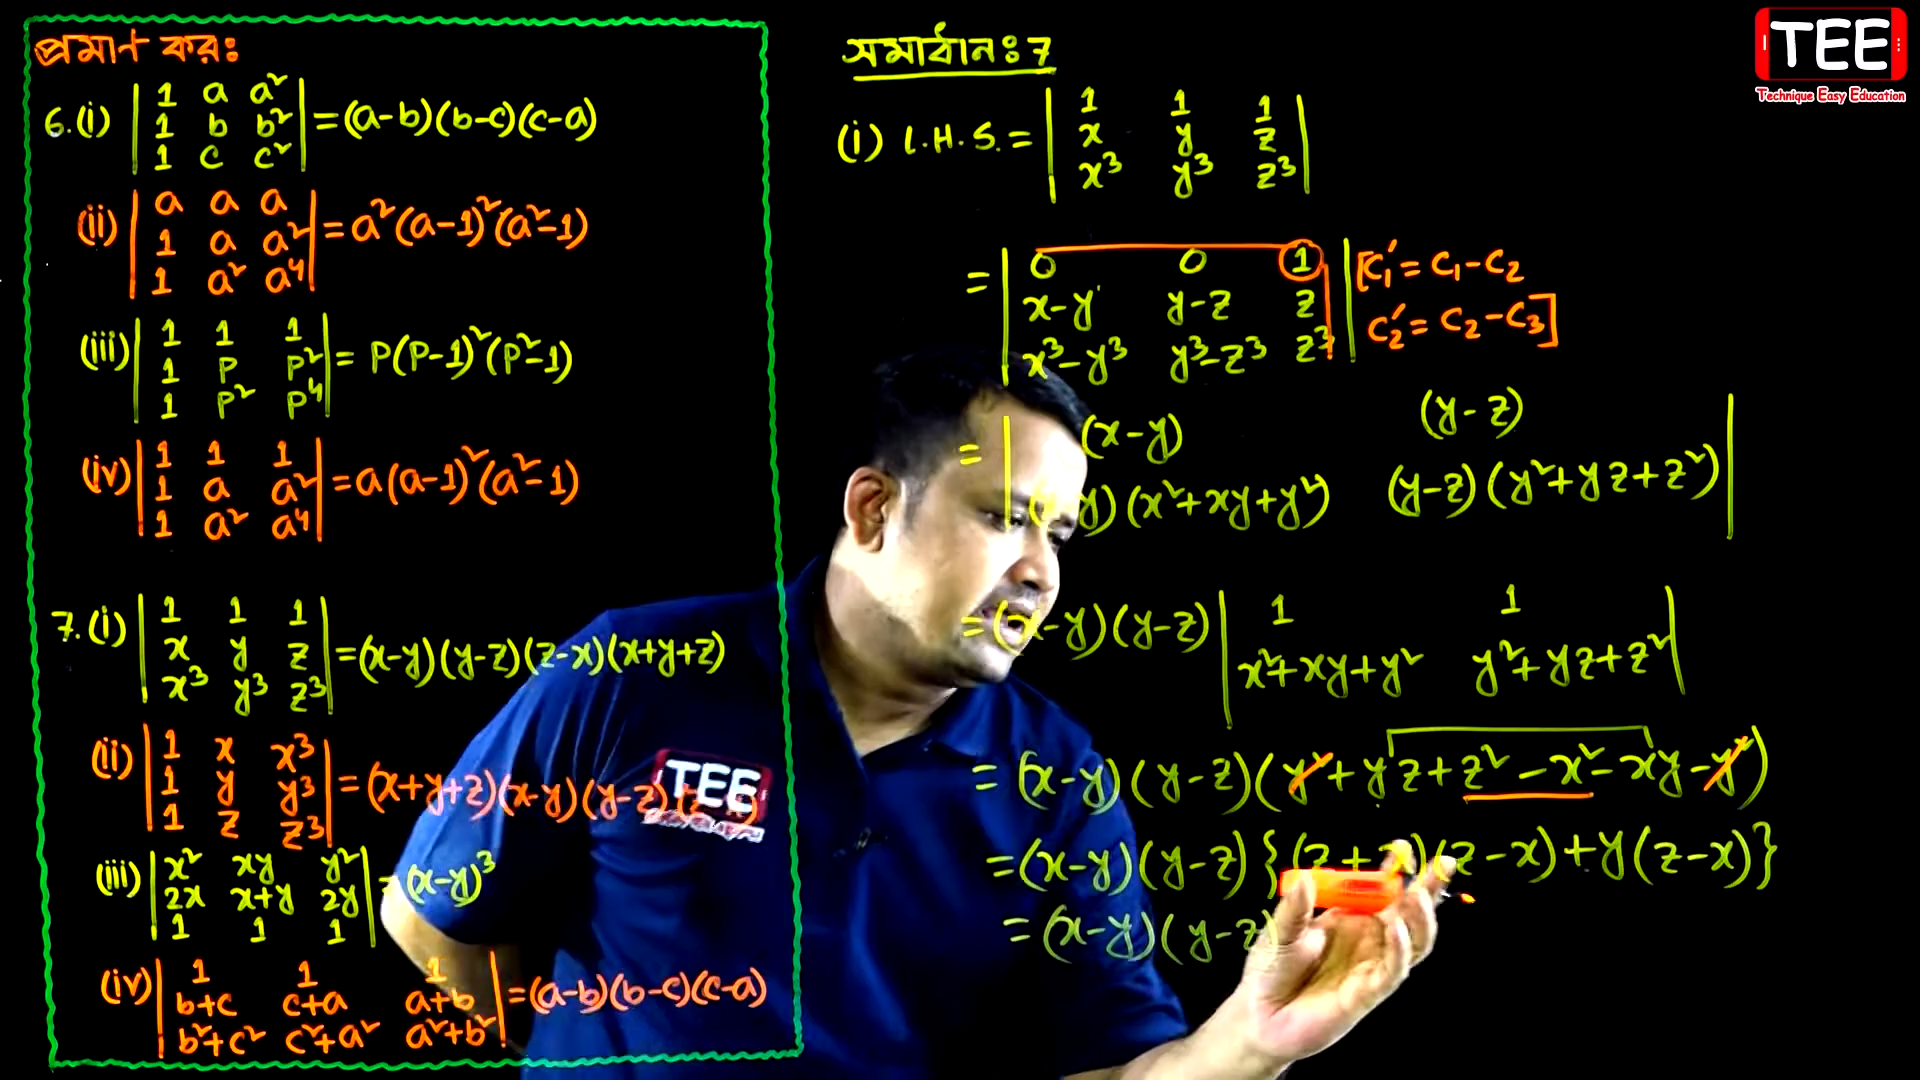 প্রমাণ করঃ
6.(i) | 1 a a² | = (a-b)(b-c)(c-a)
1 b b²
1 c c²
(ii) | a a a | = a²(a-1)²(a²-1)
1 a a²
1 a² a⁴
(iii) | 1 1 1 | = P(P-1)²(P²-1)
1 P P²
1 P² P⁴
(iv) | 1 1 1 | = a(a-1)²(a²-1)
1 a a²
1 a² a⁴
7.(i) | 1 1 1 | = (x-y)(y-z)(z-x)(x+y+z)
x y z
x³ y³ z³
(ii) | 1 x x³ | = (x+y+z)(x-y)(y-z)(z x)
1 y y³
1 z z³
(iii) | x² xy y² | = (x-y)³
2x x+y 2y
1 1 1
(iv) | 1 1 1 | = (a-b)(b-c)(c-a)
b+c c+a a+b
b²+c² c²+a² a²+b²
সমাধানঃ 7
(i) L.H.S. = | 1 1 1 |
x y z
x³ y³ z³
= | 0 0 1 | [C₁′ = C₁-C₂
x-y y-z z C₂′ = C₂-C₃]
x³-y³ y³-z³ z³
= | (x-y) (y-z) |
y)(x²+xy+y²) (y-z)(y²+yz+z²)
= (x-y)(y-z) | 1 1 |
x²+xy+y² y²+yz+z²
= (x-y)(y-z)(y²+yz+z²-x²-xy-y²)
= (x-y)(y-z){(z+x)(z-x)+y(z-x)}
= (x-y)(y-z)
TEE
Technique Easy Education
TEE